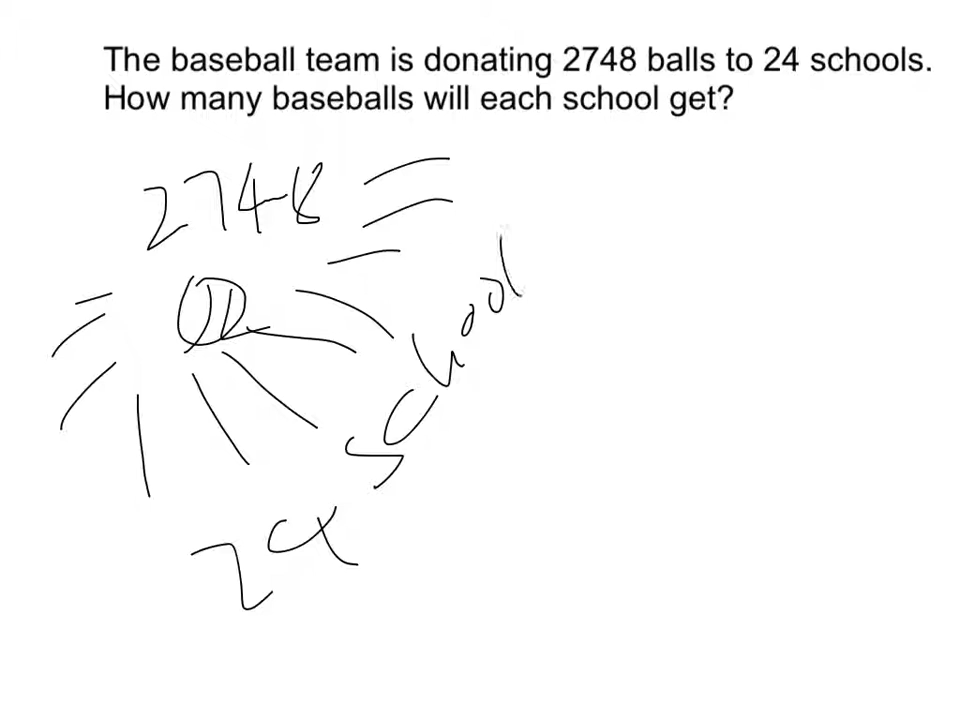 The baseball team is donating 2748 balls to 24 schools.
How many baseballs will each school get?
2748
24 school